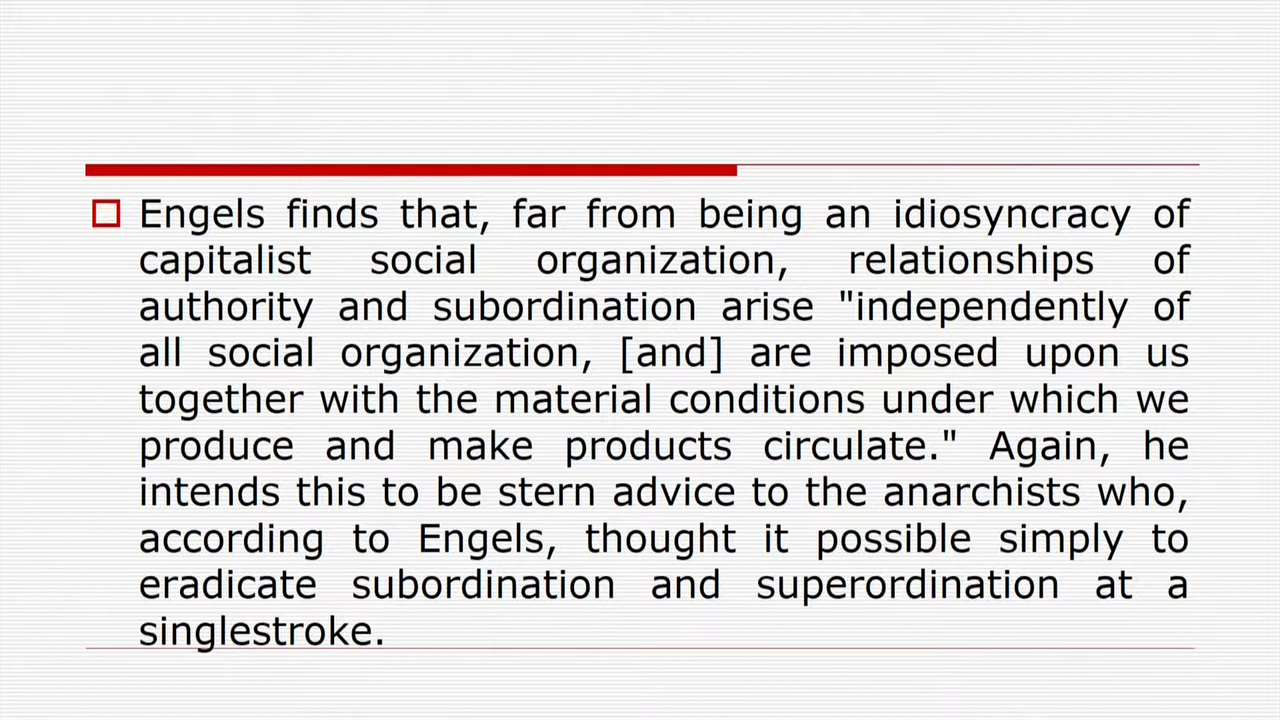 Engels finds that, far from being an idiosyncracy of
capitalist social organization, relationships of
authority and subordination arise "independently of
all social organization, [and] are imposed upon us
together with the material conditions under which we
produce and make products circulate." Again, he
intends this to be stern advice to the anarchists who,
according to Engels, thought it possible simply to
eradicate subordination and superordination at a
singlestroke.